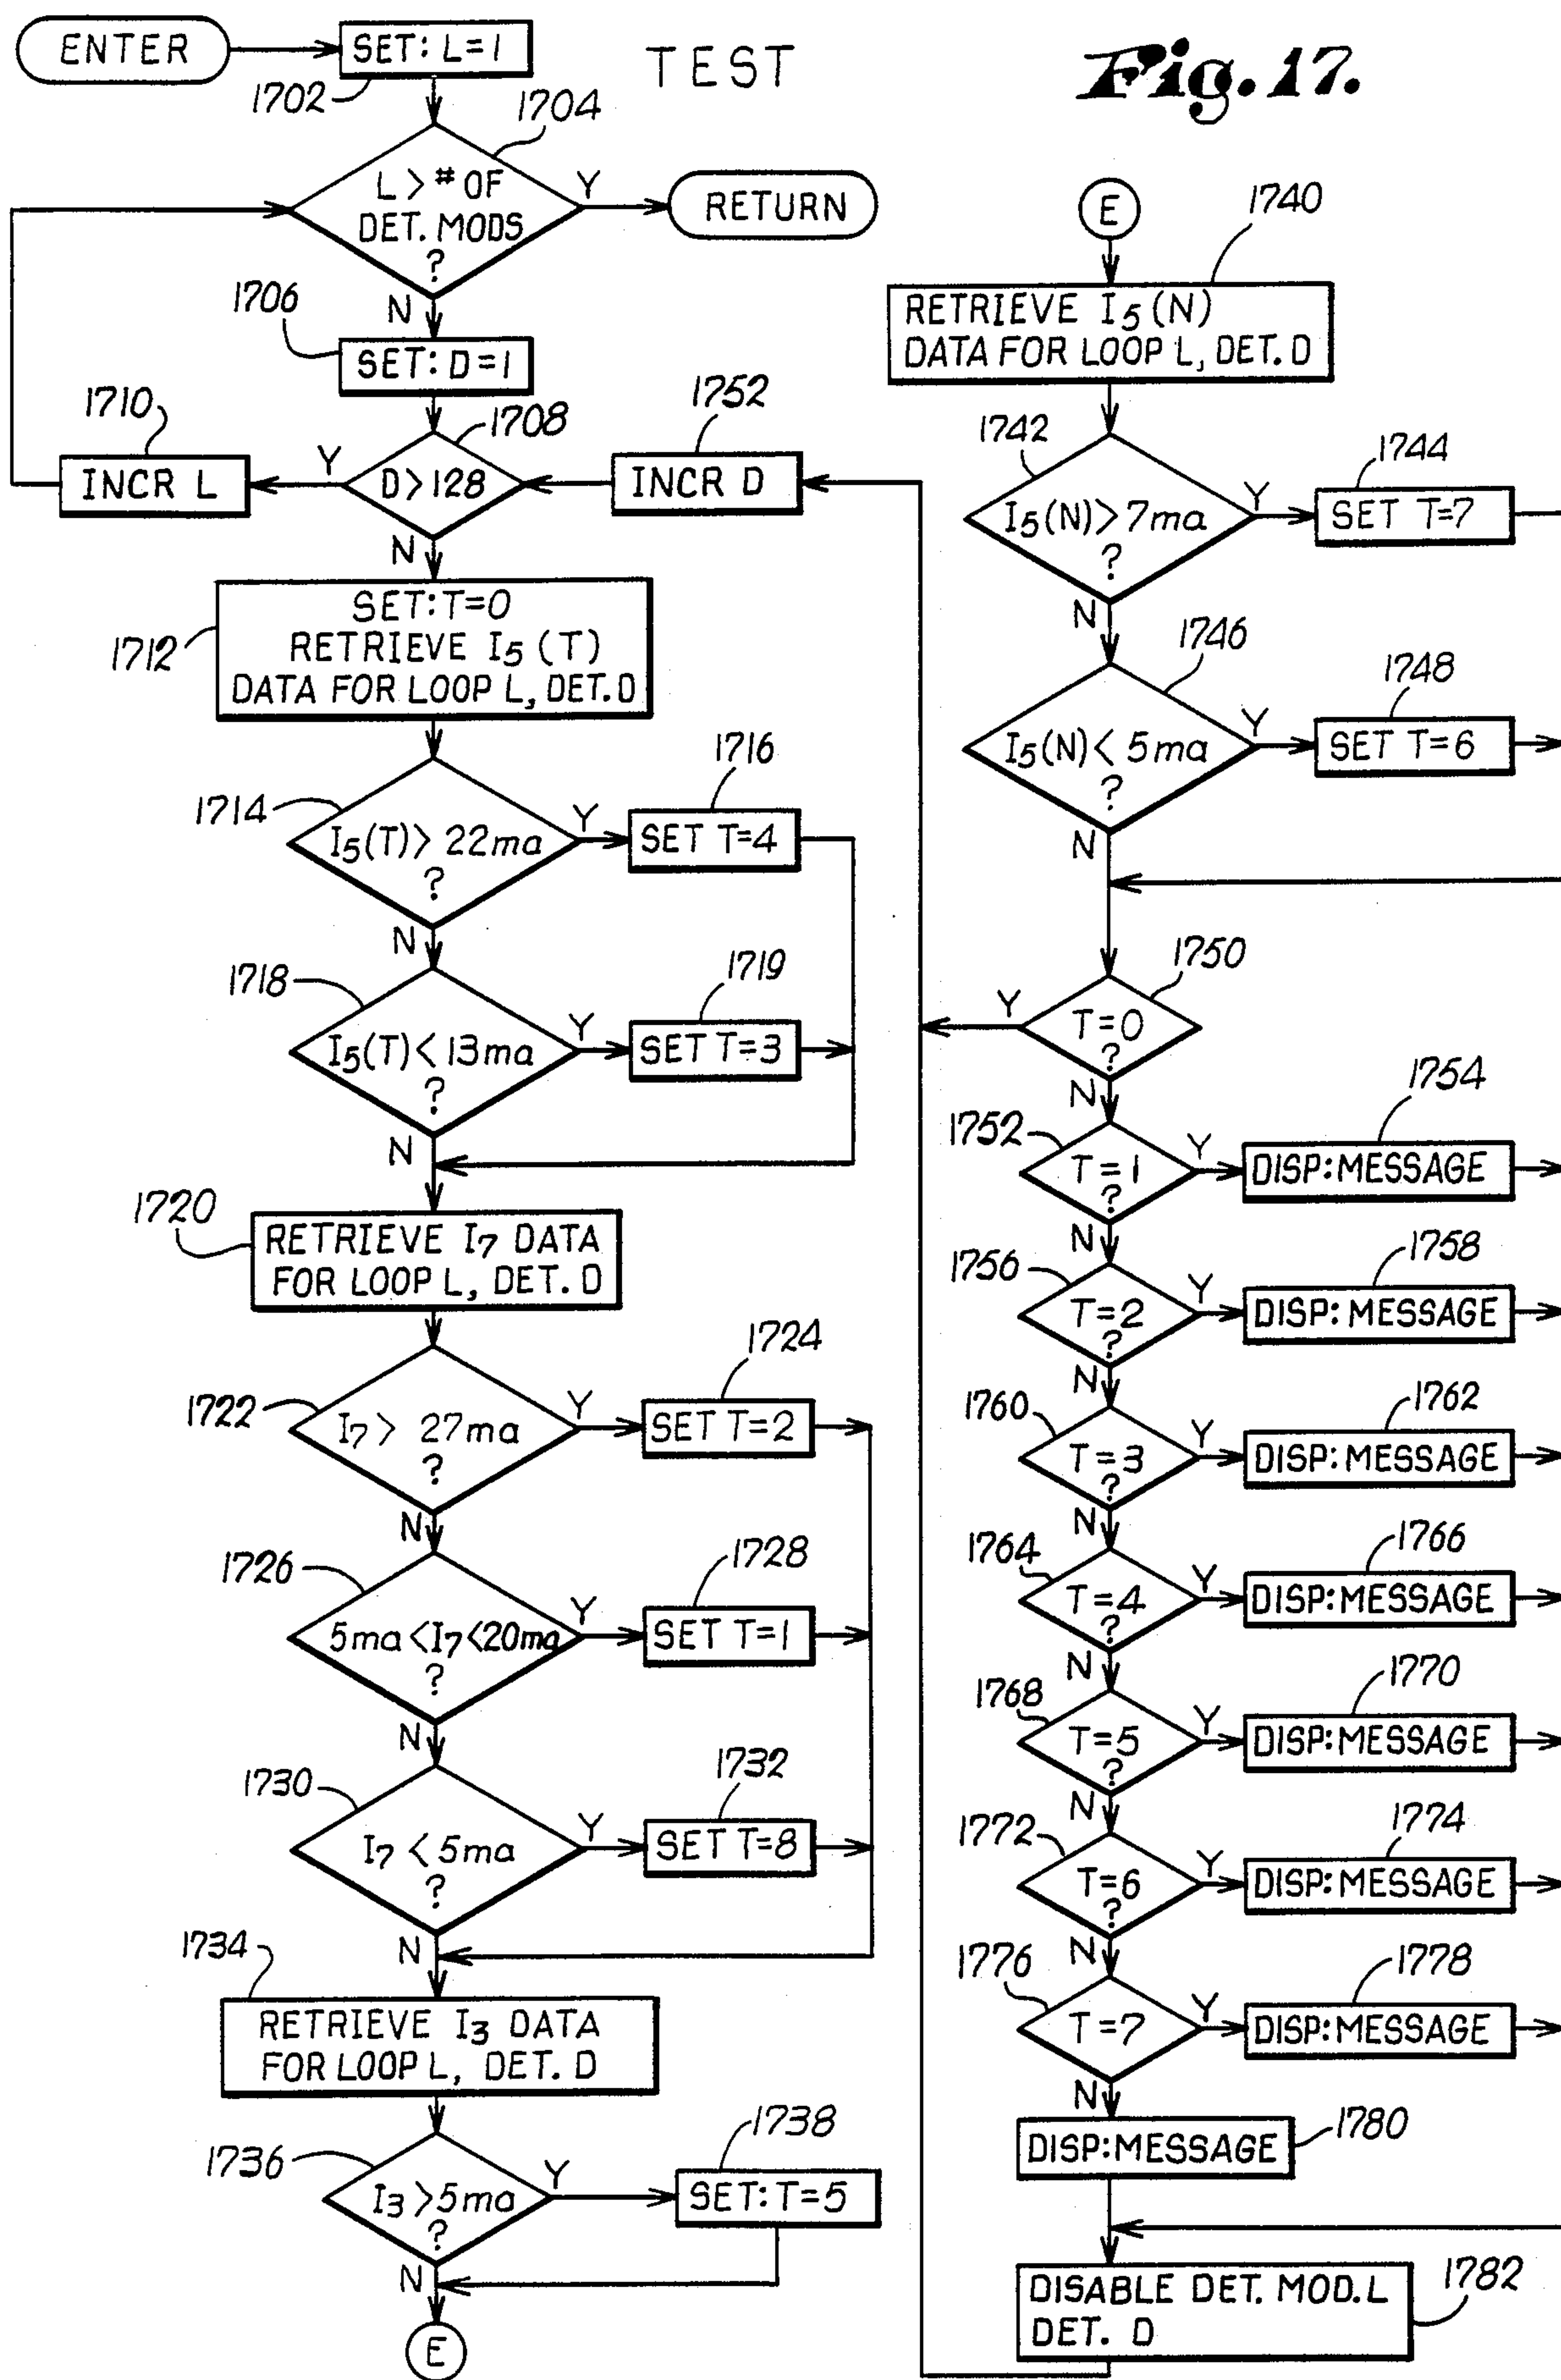 ENTER
SET: L=1
TEST
Fig. 17.
1702
1704
L > # OF
DET. MODS
?
Y
RETURN
N
1706
SET: D=1
1710
INCR L
Y
1708
D>128
1752
INCR D
N
SET: T=0
RETRIEVE I5 (T)
DATA FOR LOOP L, DET. D
1712
1714
I5(T) > 22ma
?
Y
1716
SET T=4
N
1718
I5(T) < 13ma
?
Y
1719
SET T=3
N
1720
RETRIEVE I7 DATA
FOR LOOP L, DET. D
1722
I7 > 27ma
?
Y
1724
SET T=2
N
1726
5ma < I7 < 20ma
?
Y
1728
SET T=1
N
1730
I7 < 5ma
?
Y
1732
SET T=8
N
1734
RETRIEVE I3 DATA
FOR LOOP L, DET. D
1736
I3 > 5ma
?
Y
1738
SET: T=5
N
E
E
1740
RETRIEVE I5 (N)
DATA FOR LOOP L, DET. D
1742
I5(N) > 7ma
?
Y
1744
SET T=7
N
1746
I5(N) < 5ma
?
Y
1748
SET T=6
N
1750
T=0
?
Y
N
1752
T=1
?
Y
1754
DISP: MESSAGE
N
1756
T=2
?
Y
1758
DISP: MESSAGE
N
1760
T=3
?
Y
1762
DISP: MESSAGE
N
1764
T=4
?
Y
1766
DISP: MESSAGE
N
1768
T=5
?
Y
1770
DISP: MESSAGE
N
1772
T=6
?
Y
1774
DISP: MESSAGE
N
1776
T=7
Y
1778
DISP: MESSAGE
N
DISP: MESSAGE
1780
DISABLE DET. MOD. L
DET. D
1782